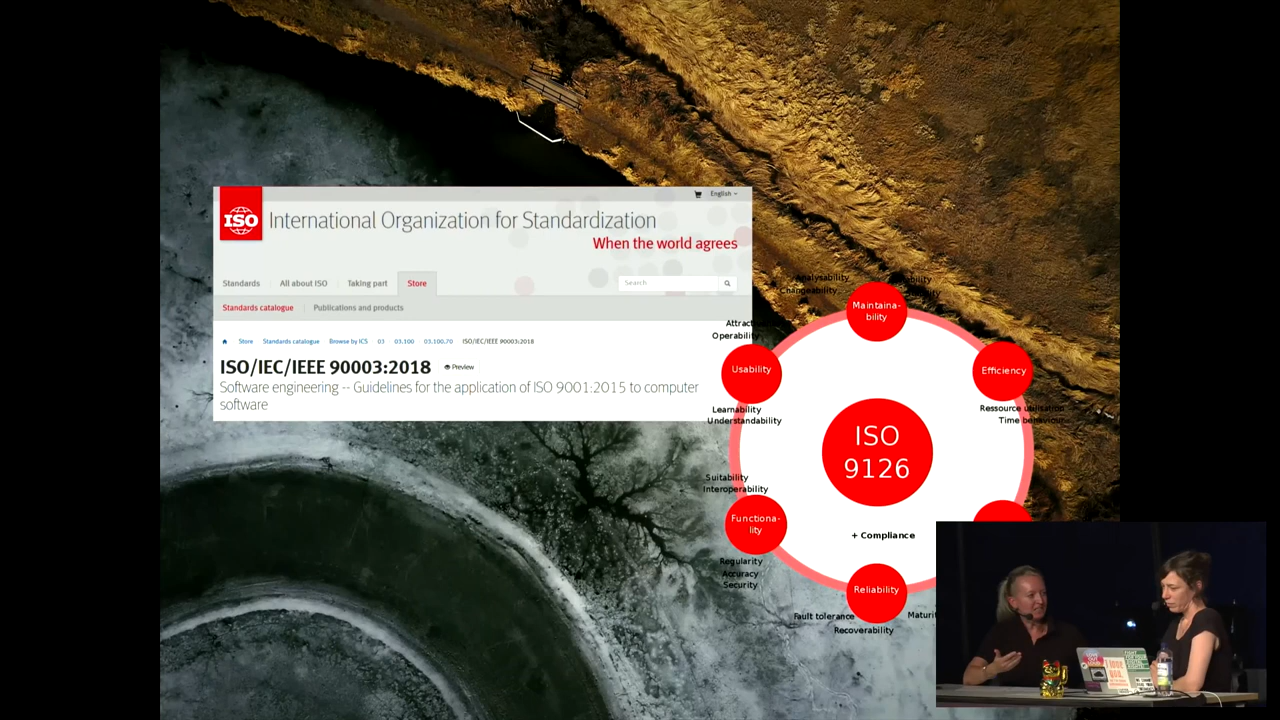 English
ISO
International Organization for Standardization
When the world agrees
Standards
All about ISO
Taking part
Store
Search
Standards catalogue
Publications and products
Store
Standards catalogue
Browse by ICS
03
03.100
03.100.70
ISO/IEC/IEEE 90003:2018
ISO/IEC/IEEE 90003:2018
Preview
Software engineering -- Guidelines for the application of ISO 9001:2015 to computer
software
Analysability
Changeability
Maintaina-
bility
Operability
Usability
Learnability
Understandability
Efficiency
Ressource utilisation
Time behaviour
ISO
9126
Suitability
Interoperability
Functiona-
lity
Regularity
Accuracy
Security
+ Compliance
Reliability
Fault tolerance
Recoverability